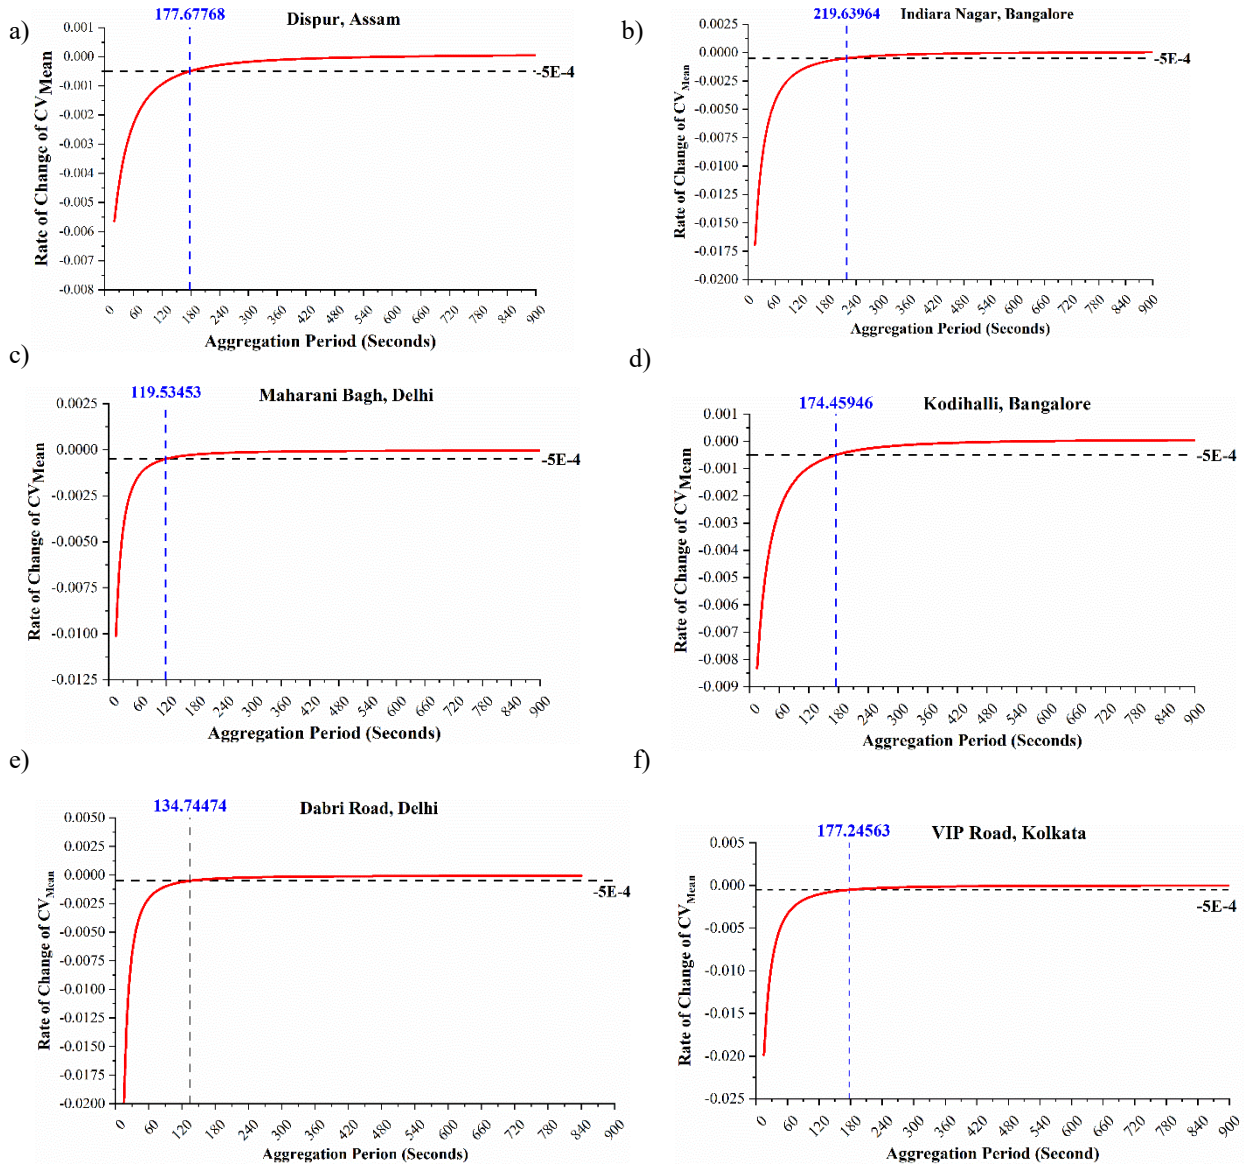 a)
177.67768
Dispur, Assam
0.001
0.000
-0.001
-0.002
-0.003
-0.004
-0.005
-0.006
-0.007
-0.008
-5E-4
Rate of Change of CVMean
0 60 120 180 240 300 360 420 480 540 600 660 720 780 840 900
Aggregation Period (Seconds)
b)
219.63964
Indiara Nagar, Bangalore
0.0025
0.0000
-0.0025
-0.0050
-0.0075
-0.0100
-0.0125
-0.0150
-0.0175
-0.0200
-5E-4
Rate of Change of CVMean
0 60 120 180 240 300 360 420 480 540 600 660 720 780 840 900
Aggregation Period (Seconds)
c)
119.53453
Maharani Bagh, Delhi
0.0025
0.0000
-0.0025
-0.0050
-0.0075
-0.0100
-0.0125
-5E-4
Rate of Change of CVMean
0 60 120 180 240 300 360 420 480 540 600 660 720 780 840 900
Aggregation Period (Seconds)
d)
174.45946
Kodihalli, Bangalore
0.001
0.000
-0.001
-0.002
-0.003
-0.004
-0.005
-0.006
-0.007
-0.008
-0.009
-5E-4
Rate of Change of CVMean
0 60 120 180 240 300 360 420 480 540 600 660 720 780 840 900
Aggregation Period (Seconds)
e)
134.74474
Dabri Road, Delhi
0.0050
0.0025
0.0000
-0.0025
-0.0050
-0.0075
-0.0100
-0.0125
-0.0150
-0.0175
-0.0200
-5E-4
Rate of Change of CVMean
0 60 120 180 240 300 360 420 480 540 600 660 720 780 840 900
Aggregation Perion (Seconds)
f)
177.24563
VIP Road, Kolkata
0.005
0.000
-0.005
-0.010
-0.015
-0.020
-0.025
-5E-4
Rate of Change of CVMean
0 60 120 180 240 300 360 420 480 540 600 660 720 780 840 900
Aggregation Period (Second)